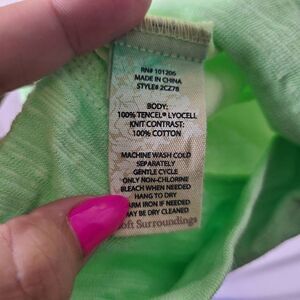 RN# 101206
MADE IN CHINA
STYLE# 2CZ78
BODY:
100% TENCEL® LYOCELL
KNIT CONTRAST:
100% COTTON
MACHINE WASH COLD
SEPARATELY
GENTLE CYCLE
ONLY NON-CHLORINE
BLEACH WHEN NEEDED
HANG TO DRY
WARM IRON IF NEEDED
MAY BE DRY CLEANED
Soft Surroundings